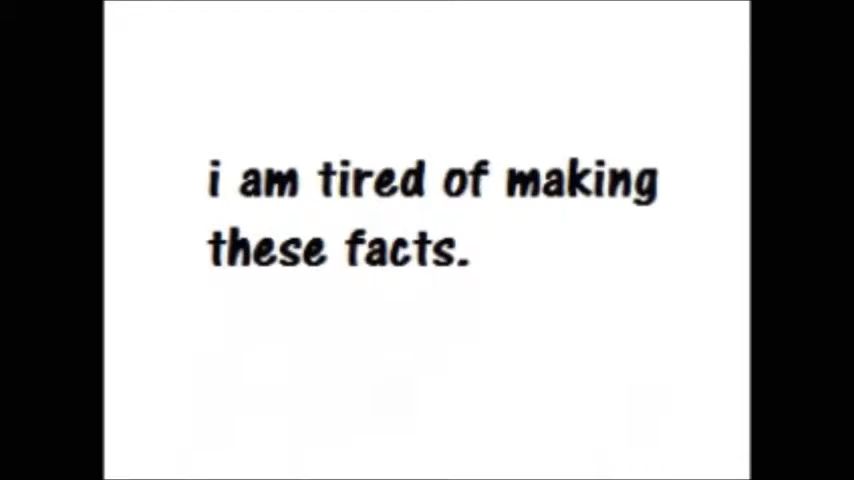 i am tired of making
these facts.